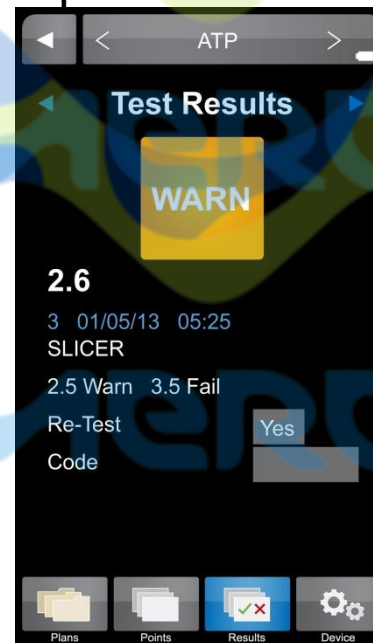 ATP
Test Results
WARN
2.6
3 01/05/13 05:25
SLICER
2.5 Warn 3.5 Fail
Re-Test Yes
Code
Plans Points Results Device